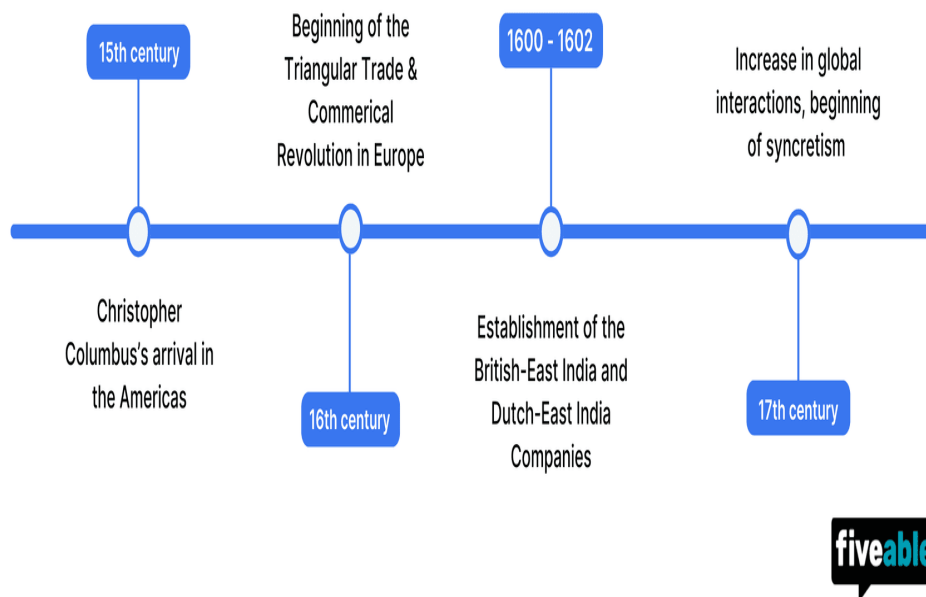 15th century
Christopher
Columbus's arrival in
the Americas
Beginning of the
Triangular Trade &
Commerical
Revolution in Europe
16th century
1600 - 1602
Establishment of the
British-East India and
Dutch-East India
Companies
Increase in global
interactions, beginning
of syncretism
17th century
fiveable